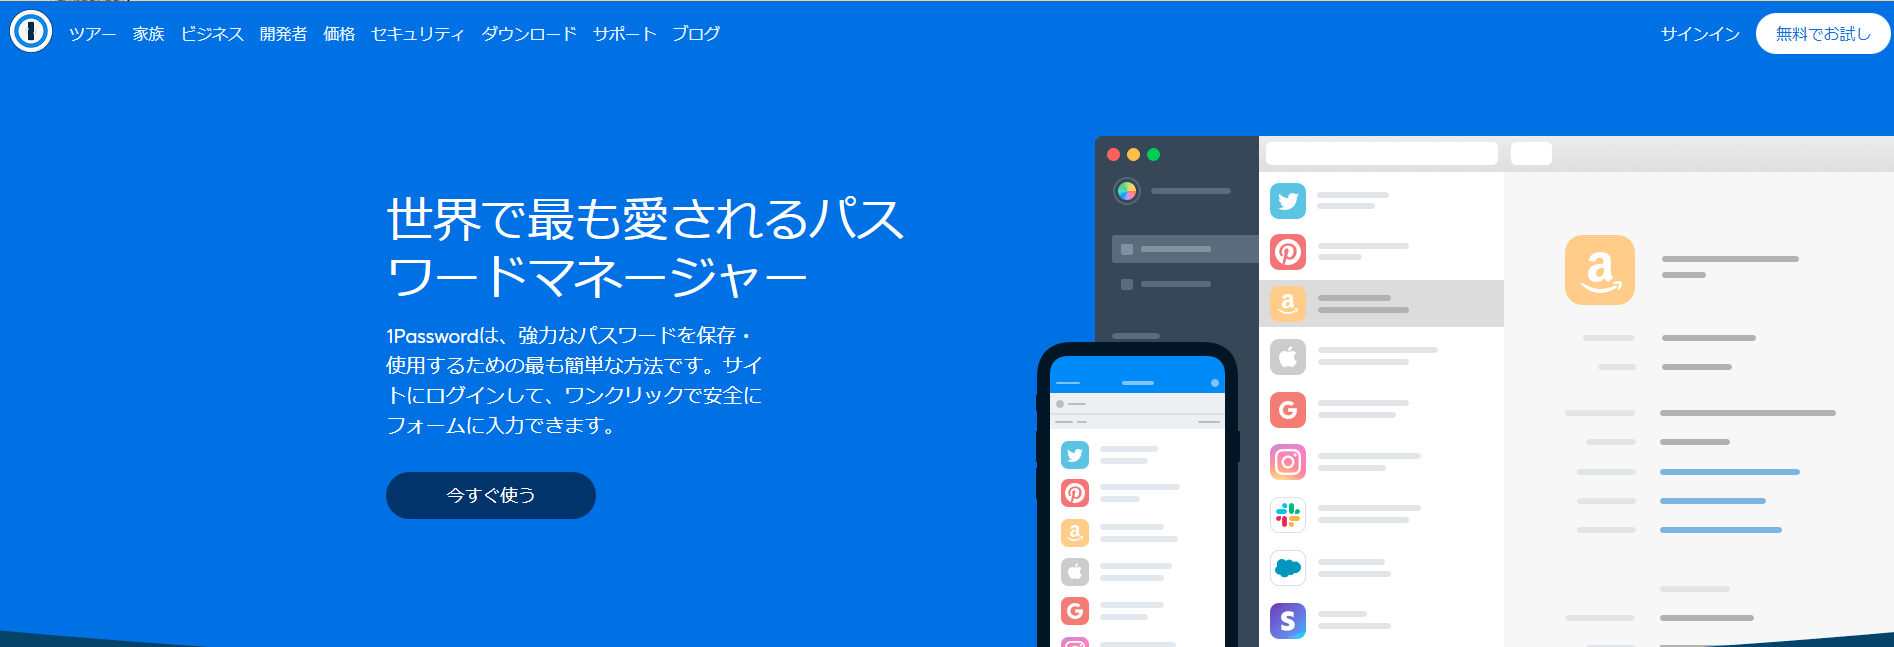 ツアー 家族 ビジネス 開発者 価格 セキュリティ ダウンロード サポート ブログ サインイン 無料でお試し
世界で最も愛されるパス
ワードマネージャー
1Passwordは、強力なパスワードを保存・
使用するための最も簡単な方法です。サイ
トにログインして、ワンクリックで安全に
フォームに入力できます。
今すぐ使う